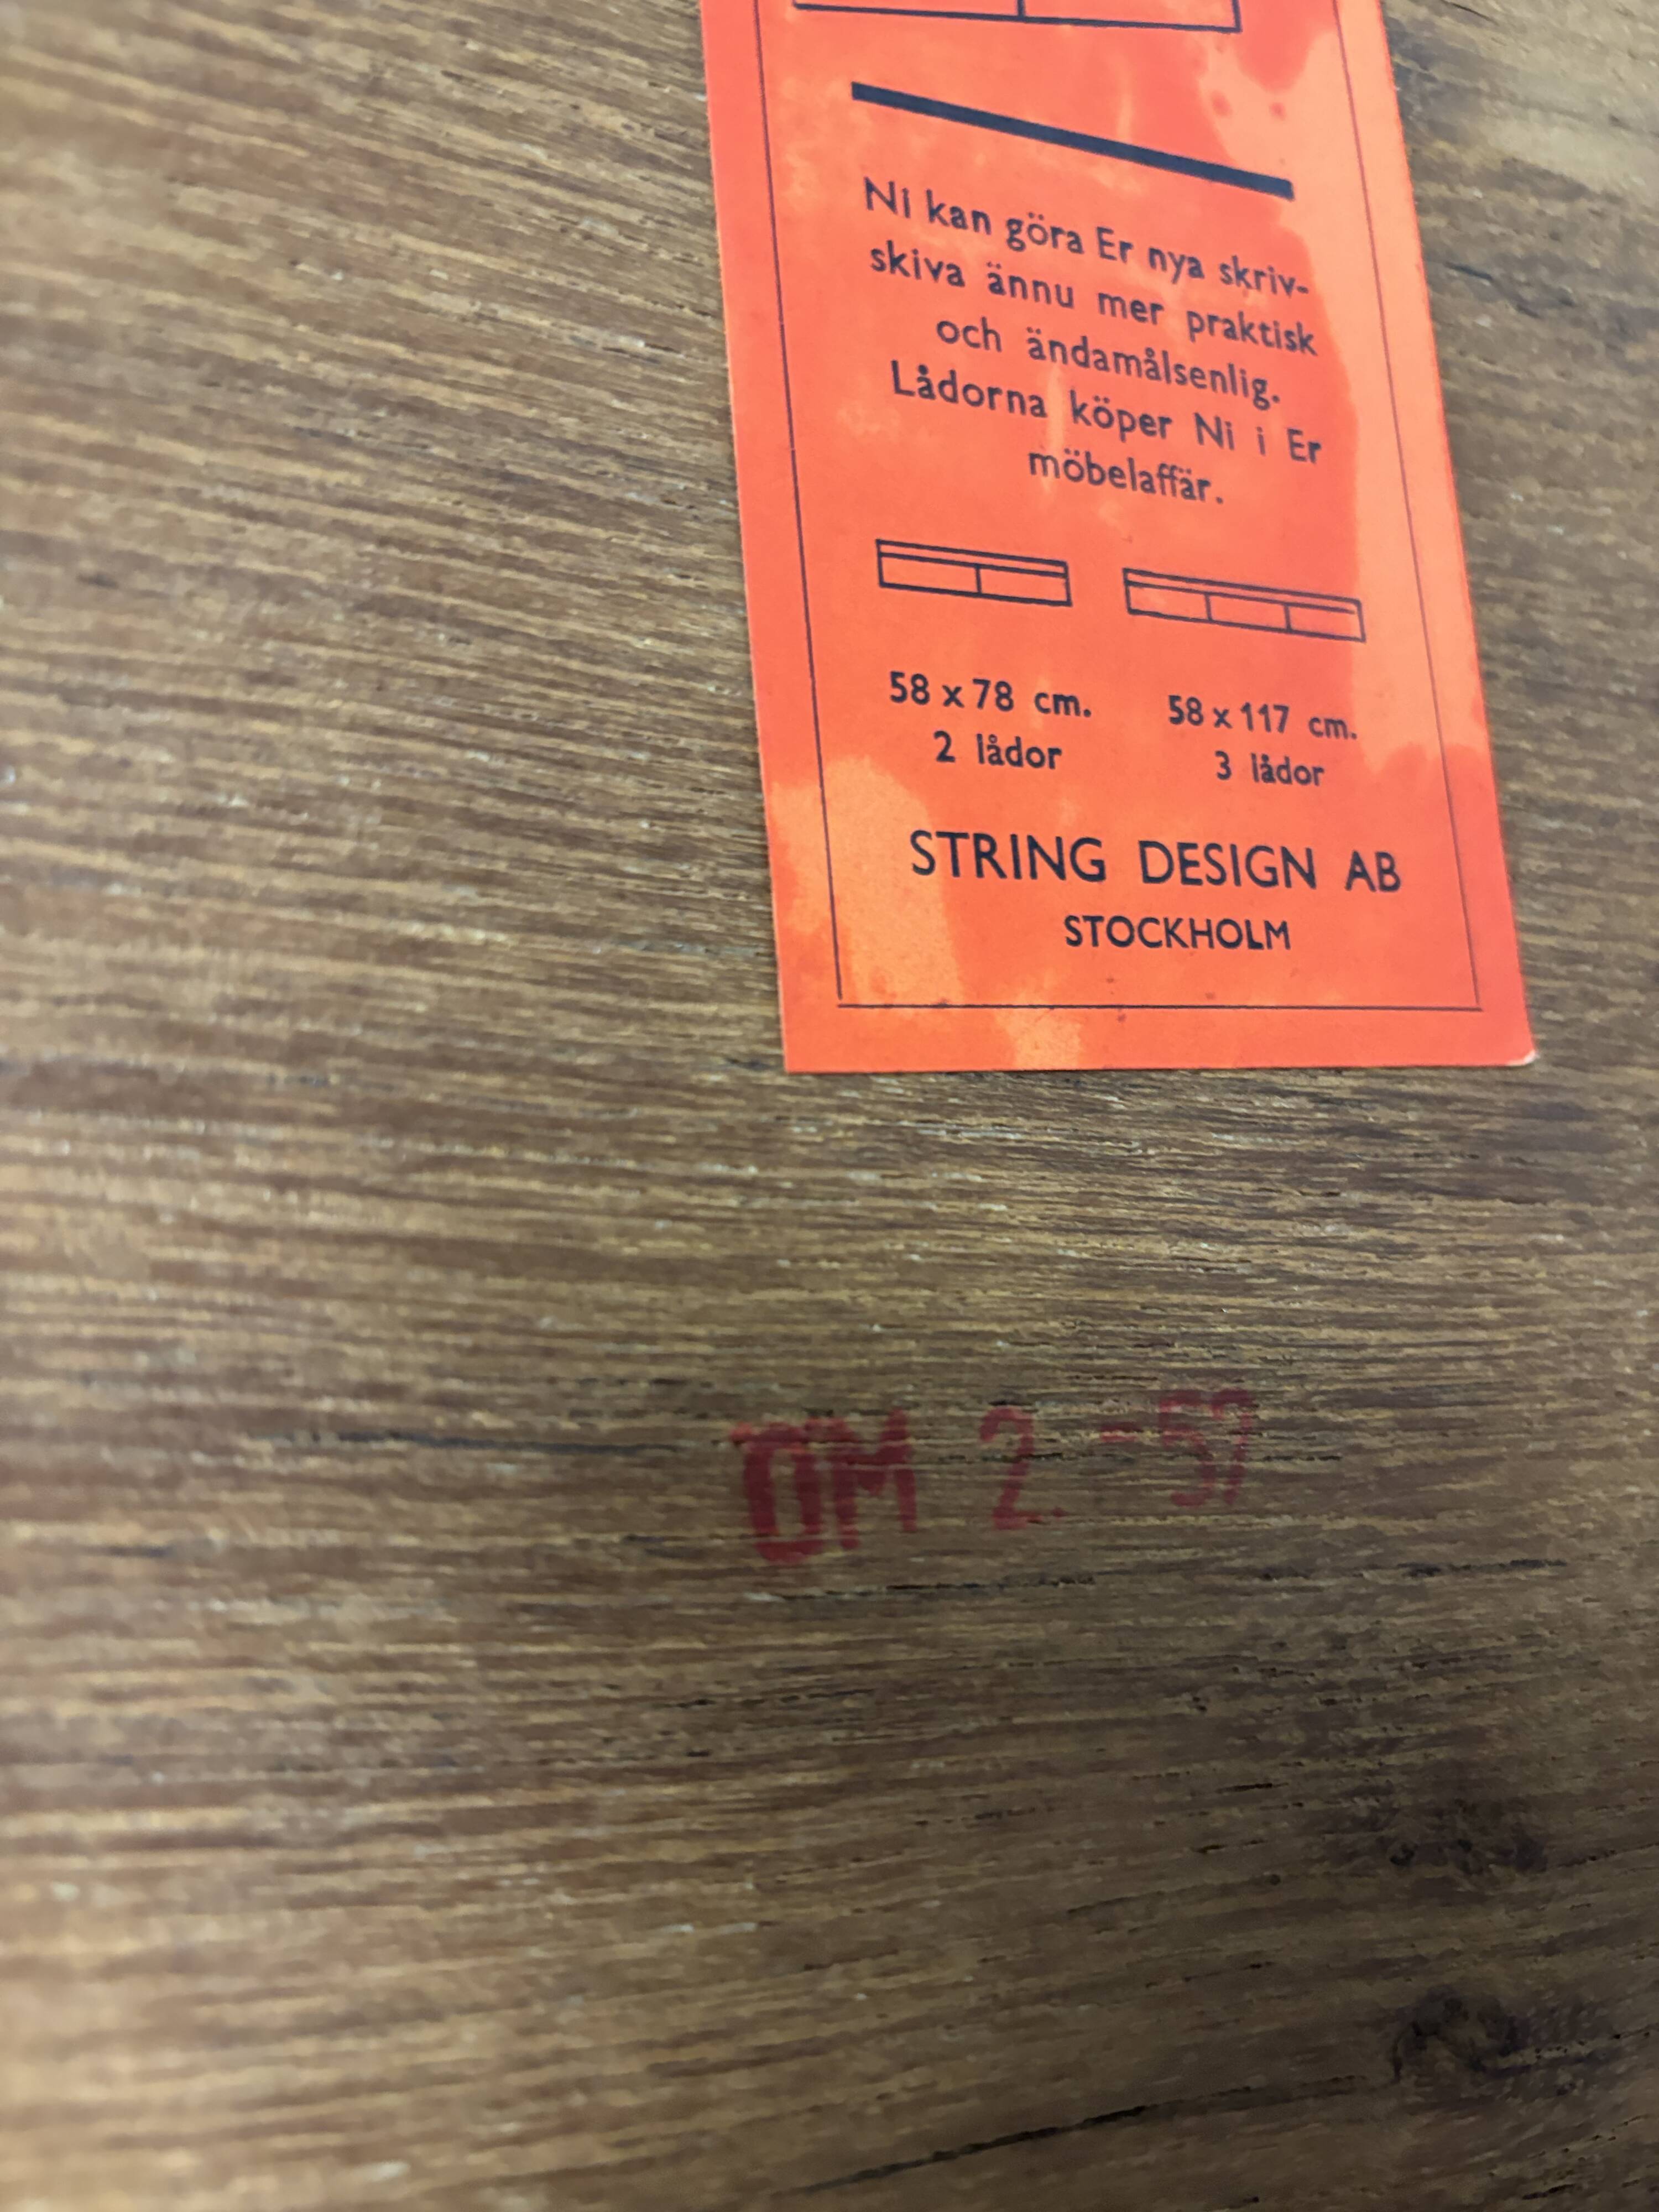 Ni kan göra Er nya skriv-
skiva ännu mer praktisk
och ändamålsenlig.
Lådorna köper Ni i Er
möbelaffär.
58 x 78 cm.
2 lådor
58 x 117 cm.
3 lådor
STRING DESIGN AB
STOCKHOLM
DM 2.-57